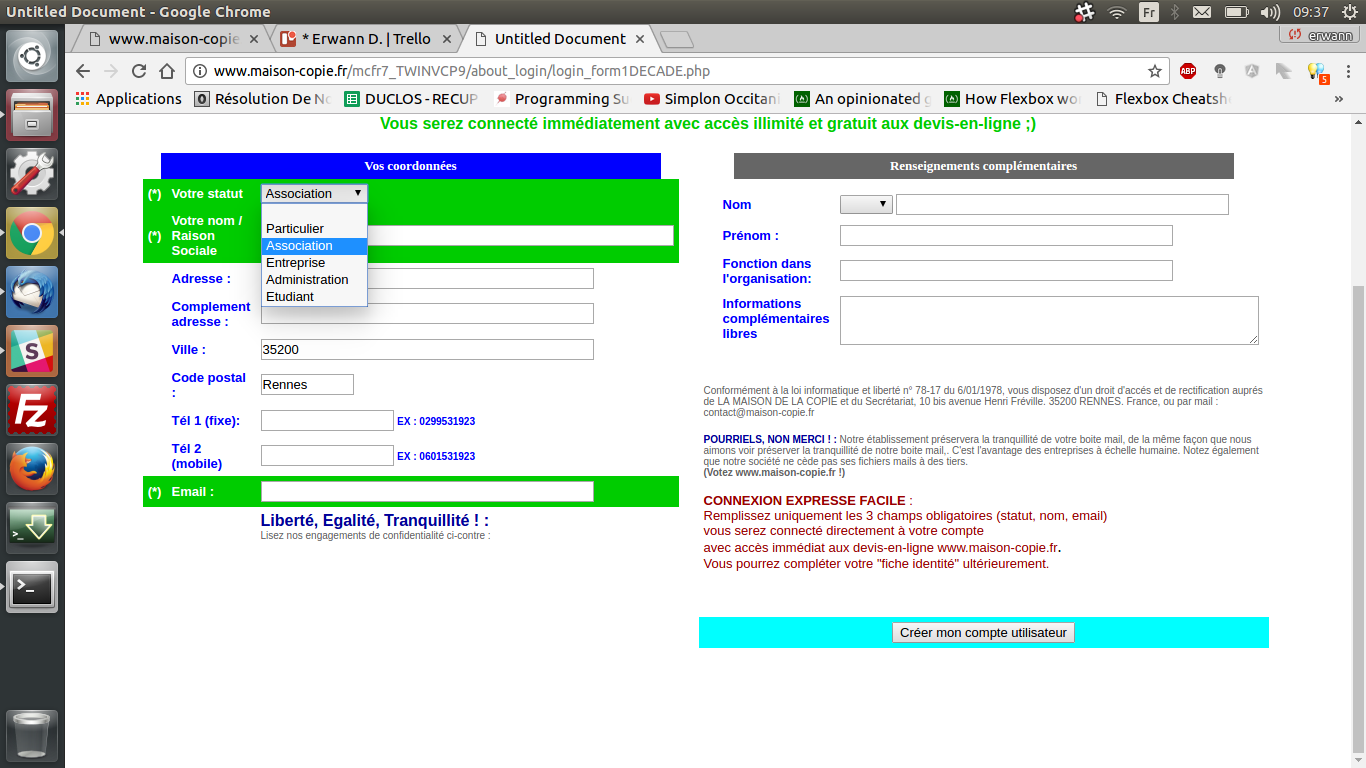 Untitled Document - Google Chrome
Fr
09:37
www.maison-copie
* Erwann D. | Trello
Untitled Document
erwann
www.maison-copie.fr/mcfr7_TWINVCP9/about_login/login_form1DECADE.php
ABP
5
Applications
Résolution De No
DUCLOS - RECUP
Programming Su
Simplon Occitani
An opinionated g
How Flexbox wor
Flexbox Cheatshe
»
Vous serez connecté immédiatement avec accès illimité et gratuit aux devis-en-ligne ;)
Vos coordonnées
(*) Votre statut
Association
Particulier
Association
Entreprise
Administration
Etudiant
(*) Votre nom /
Raison
Sociale
Adresse :
Complement
adresse :
Ville :
35200
Code postal
:
Rennes
Tél 1 (fixe):
EX : 0299531923
Tél 2
(mobile)
EX : 0601531923
(*) Email :
Liberté, Egalité, Tranquillité ! :
Lisez nos engagements de confidentialité ci-contre :
Renseignements complémentaires
Nom
Prénom :
Fonction dans
l'organisation:
Informations
complémentaires
libres
Conformément à la loi informatique et liberté n° 78-17 du 6/01/1978, vous disposez d'un droit d'accés et de rectification auprés
de LA MAISON DE LA COPIE et du Secrétariat, 10 bis avenue Henri Fréville. 35200 RENNES. France, ou par mail :
contact@maison-copie.fr
POURRIELS, NON MERCI ! : Notre établissement préservera la tranquillité de votre boite mail, de la même façon que nous
aimons voir préserver la tranquillité de notre boite mail,. C'est l'avantage des entreprises à échelle humaine. Notez également
que notre société ne cède pas ses fichiers mails à des tiers.
(Votez www.maison-copie.fr !)
CONNEXION EXPRESSE FACILE :
Remplissez uniquement les 3 champs obligatoires (statut, nom, email)
vous serez connecté directement à votre compte
avec accès immédiat aux devis-en-ligne www.maison-copie.fr.
Vous pourrez compléter votre "fiche identité" ultérieurement.
Créer mon compte utilisateur